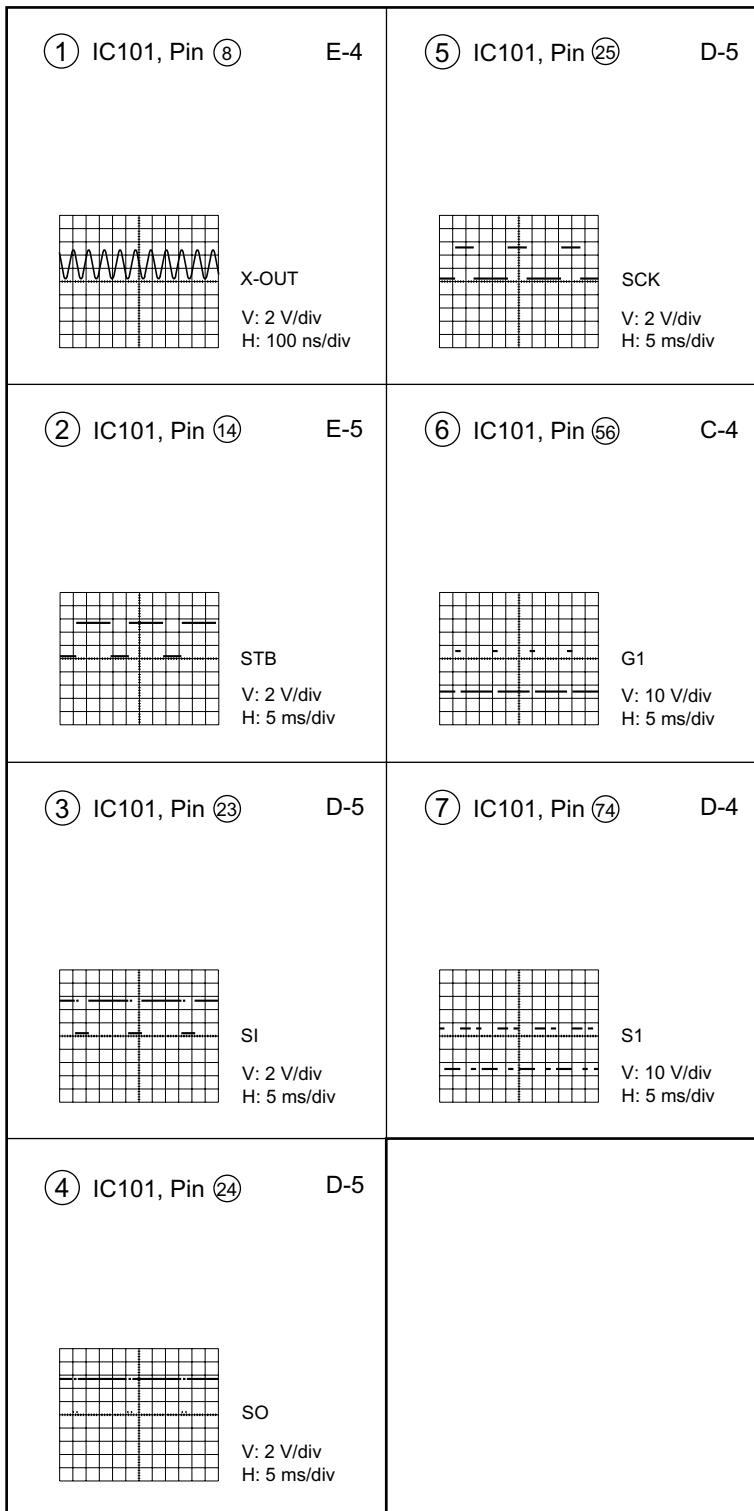 ① IC101, Pin ⑧ E-4
X-OUT
V: 2 V/div
H: 100 ns/div
② IC101, Pin ⑭ E-5
STB
V: 2 V/div
H: 5 ms/div
③ IC101, Pin ㉓ D-5
SI
V: 2 V/div
H: 5 ms/div
④ IC101, Pin ㉔ D-5
SO
V: 2 V/div
H: 5 ms/div
⑤ IC101, Pin ㉕ D-5
SCK
V: 2 V/div
H: 5 ms/div
⑥ IC101, Pin 56 C-4
G1
V: 10 V/div
H: 5 ms/div
⑦ IC101, Pin 74 D-4
S1
V: 10 V/div
H: 5 ms/div